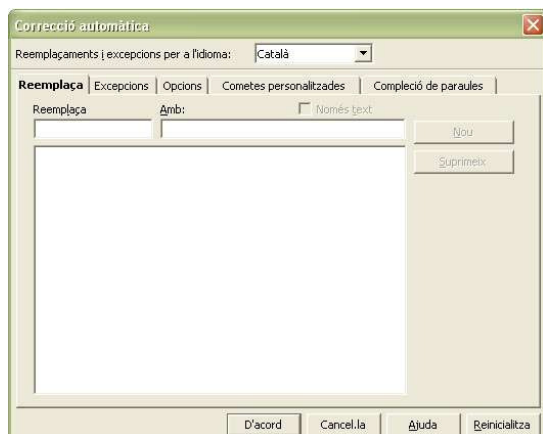 Correcció automàtica
Reemplaçaments i excepcions per a l'idioma: Català
Reemplaça Excepcions Opcions Cometes personalitzades Compleció de paraules
Reemplaça Amb: Només text
Nou
Suprimeix
D'acord Cancel.la Ajuda Reinicialitza